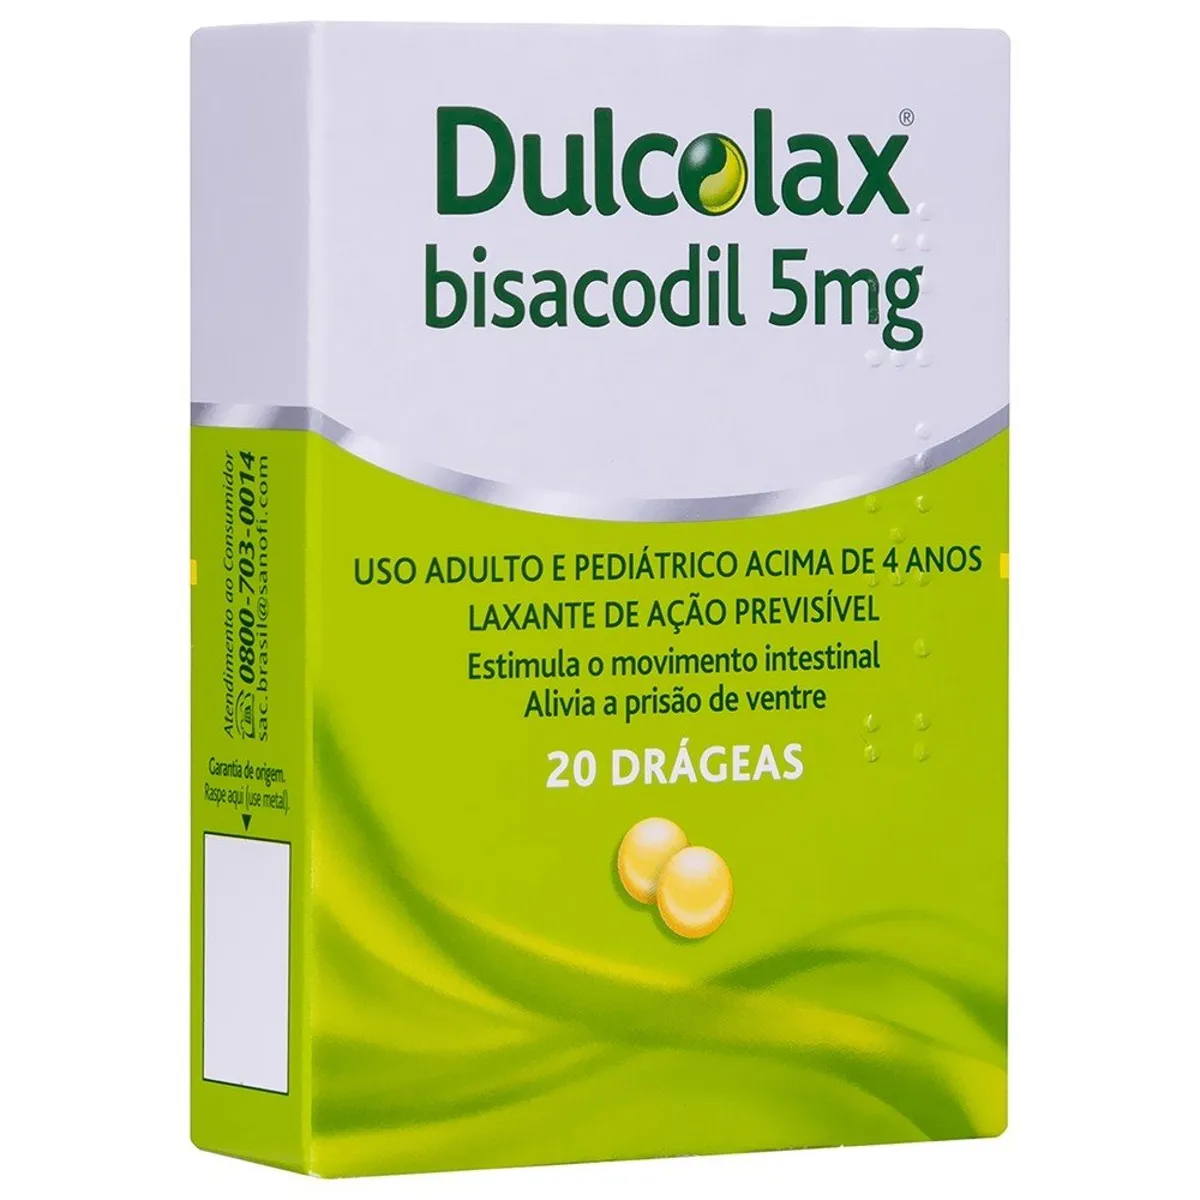 Dulcolax®
bisacodil 5mg
USO ADULTO E PEDIÁTRICO ACIMA DE 4 ANOS
LAXANTE DE AÇÃO PREVISÍVEL
Estimula o movimento intestinal
Alivia a prisão de ventre
20 DRÁGEAS
Atendimento ao Consumidor
0800-703-0014
sac.brasil@sanofi.com
Garantia de origem.
Raspe aqui (use metal).